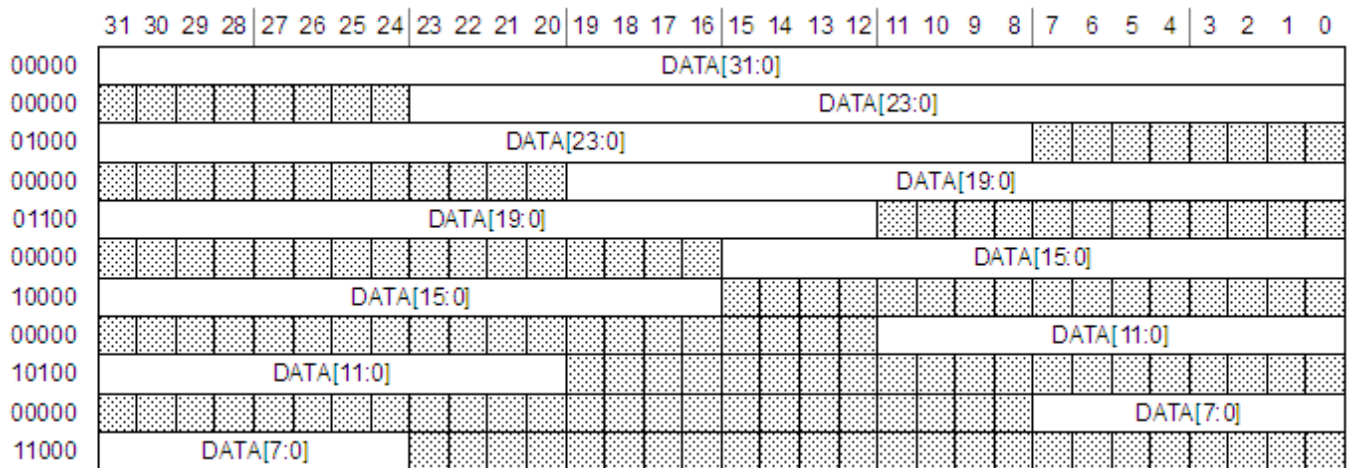 31 30 29 28 27 26 25 24 23 22 21 20 19 18 17 16 15 14 13 12 11 10 9 8 7 6 5 4 3 2 1 0
00000 DATA[31:0]
00000 DATA[23:0]
01000 DATA[23:0]
00000 DATA[19:0]
01100 DATA[19:0]
00000 DATA[15:0]
10000 DATA[15:0]
00000 DATA[11:0]
10100 DATA[11:0]
00000 DATA[7:0]
11000 DATA[7:0]